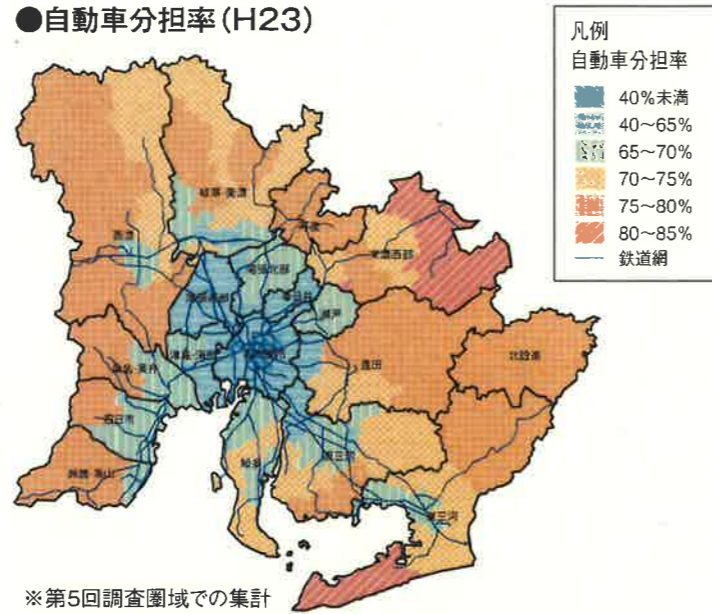 ●自動車分担率(H23)
凡例
自動車分担率
40%未満
40～65%
65～70%
70～75%
75～80%
80～85%
鉄道網
岐阜・美濃
西濃
東濃西部
尾張北部
春日井
瀬戸
津島・海部
桑名・員弁
豊田
北設楽
四日市
鈴鹿・亀山
知多
西三河
東三河
※第5回調査圏域での集計